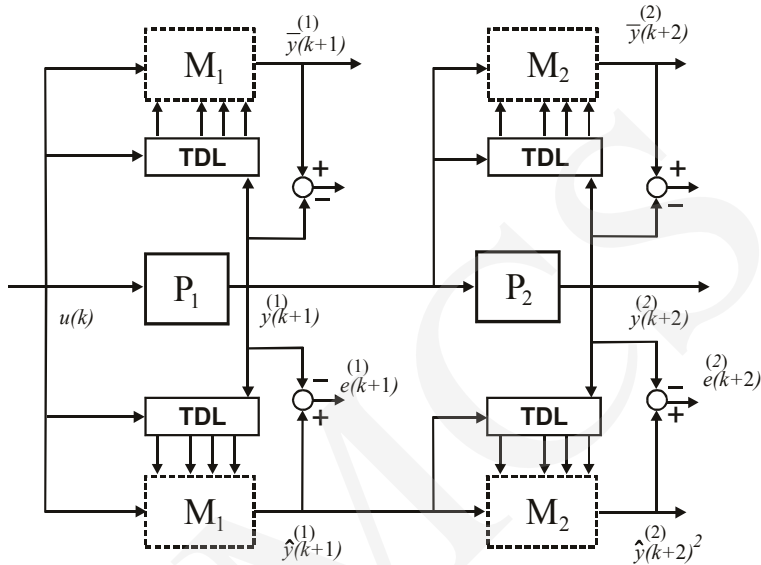 (1)
ȳ(k+1)
(2)
ȳ(k+2)
M₁
M₂
TDL
TDL
+
−
+
−
P₁
P₂
u(k)
(1)
y(k+1)
(2)
y(k+2)
−
+
(1)
e(k+1)
−
+
(2)
e(k+2)
TDL
TDL
M₁
M₂
(1)
ŷ(k+1)
(2)
ŷ(k+2)²
MCS